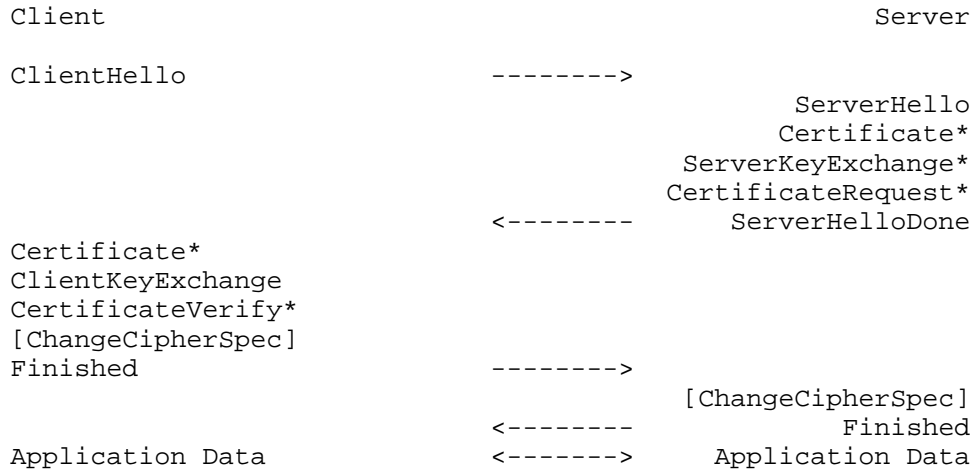 Client                                               Server

ClientHello                  -------->
                                                ServerHello
                                               Certificate*
                                         ServerKeyExchange*
                                        CertificateRequest*
                             <--------      ServerHelloDone
Certificate*
ClientKeyExchange
CertificateVerify*
[ChangeCipherSpec]
Finished                     -------->
                                         [ChangeCipherSpec]
                             <--------             Finished
Application Data             <------->     Application Data